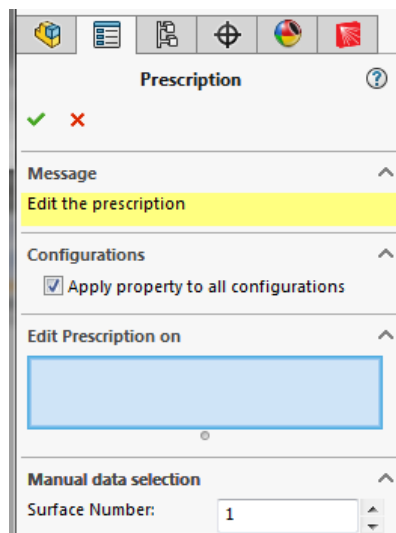 Prescription
?
Message
Edit the prescription
Configurations
Apply property to all configurations
Edit Prescription on
Manual data selection
Surface Number: 1